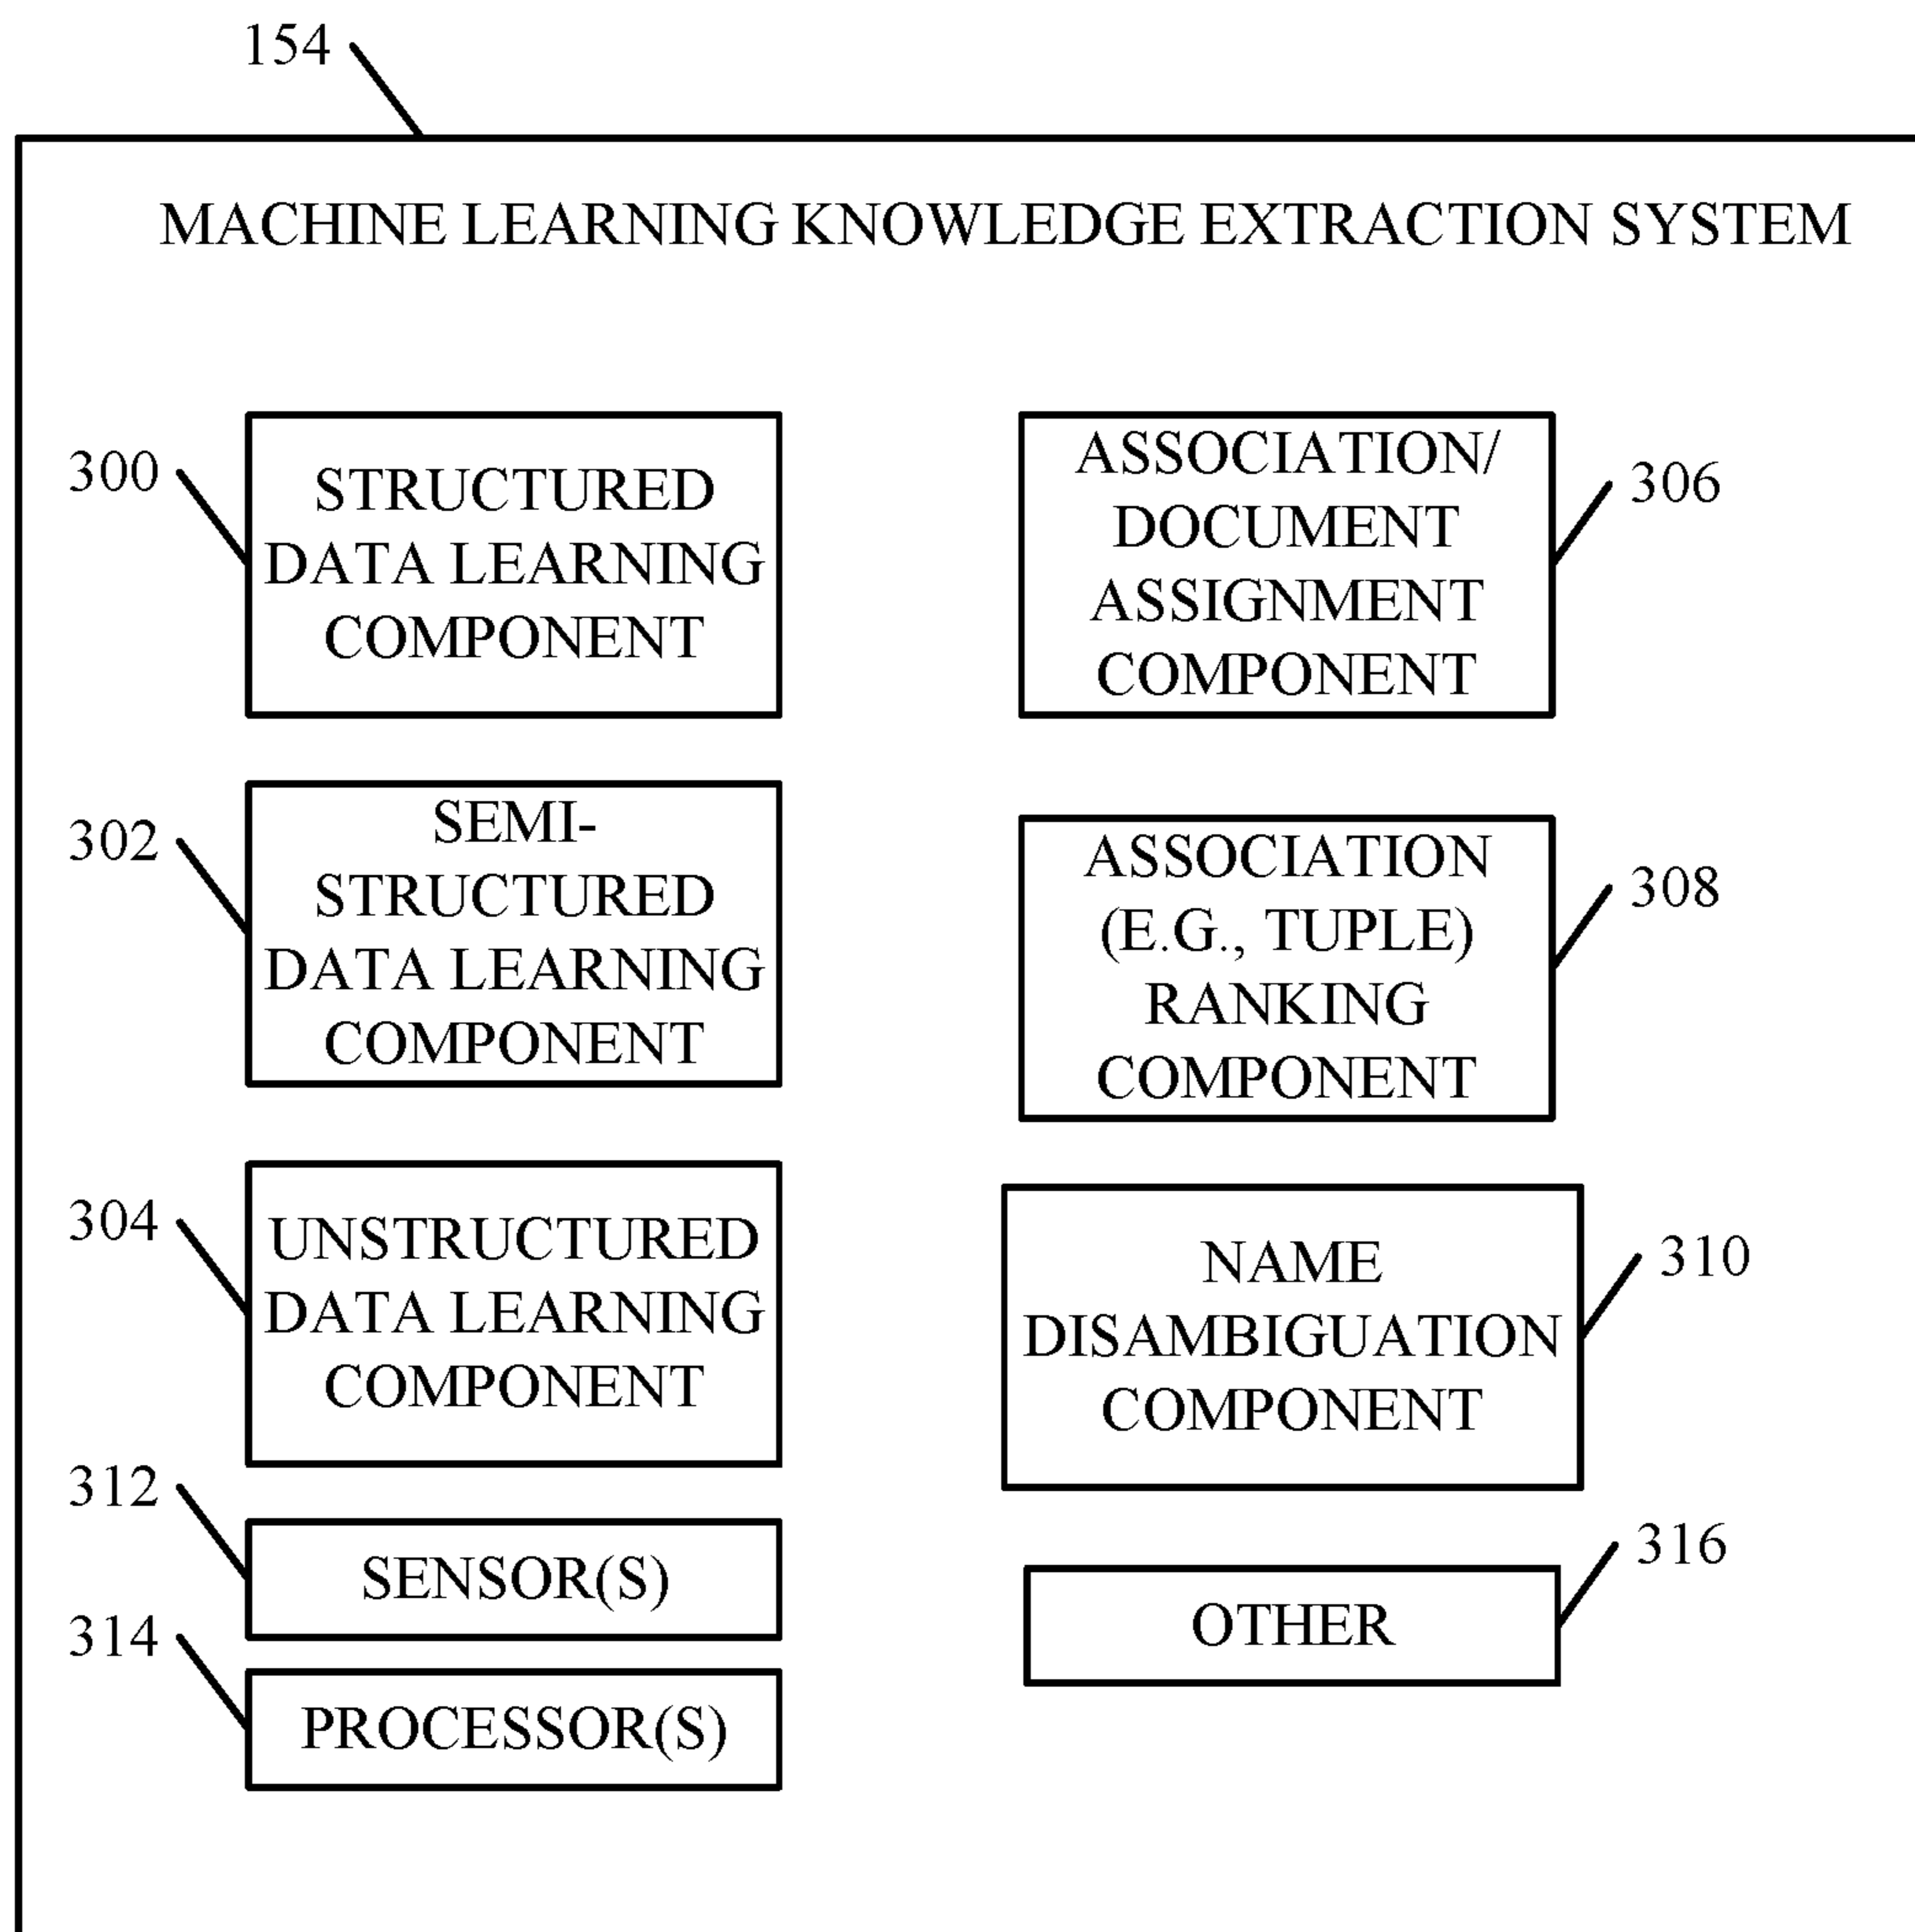 154
MACHINE LEARNING KNOWLEDGE EXTRACTION SYSTEM
300
STRUCTURED
DATA LEARNING
COMPONENT
302
SEMI-
STRUCTURED
DATA LEARNING
COMPONENT
304
UNSTRUCTURED
DATA LEARNING
COMPONENT
312
SENSOR(S)
314
PROCESSOR(S)
ASSOCIATION/
DOCUMENT
ASSIGNMENT
COMPONENT
306
ASSOCIATION
(E.G., TUPLE)
RANKING
COMPONENT
308
NAME
DISAMBIGUATION
COMPONENT
310
OTHER
316